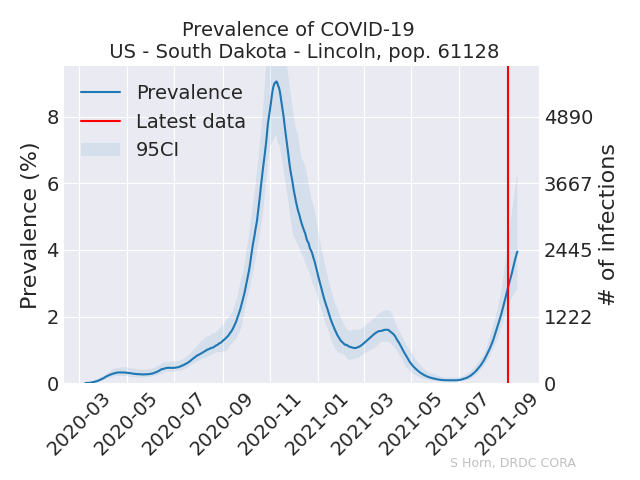 Prevalence of COVID-19
US - South Dakota - Lincoln, pop. 61128
Prevalence
Latest data
95CI
Prevalence (%)
8
6
4
2
0
4890
3667
2445
1222
0
# of infections
2020-03
2020-05
2020-07
2020-09
2020-11
2021-01
2021-03
2021-05
2021-07
2021-09
S Horn, DRDC CORA